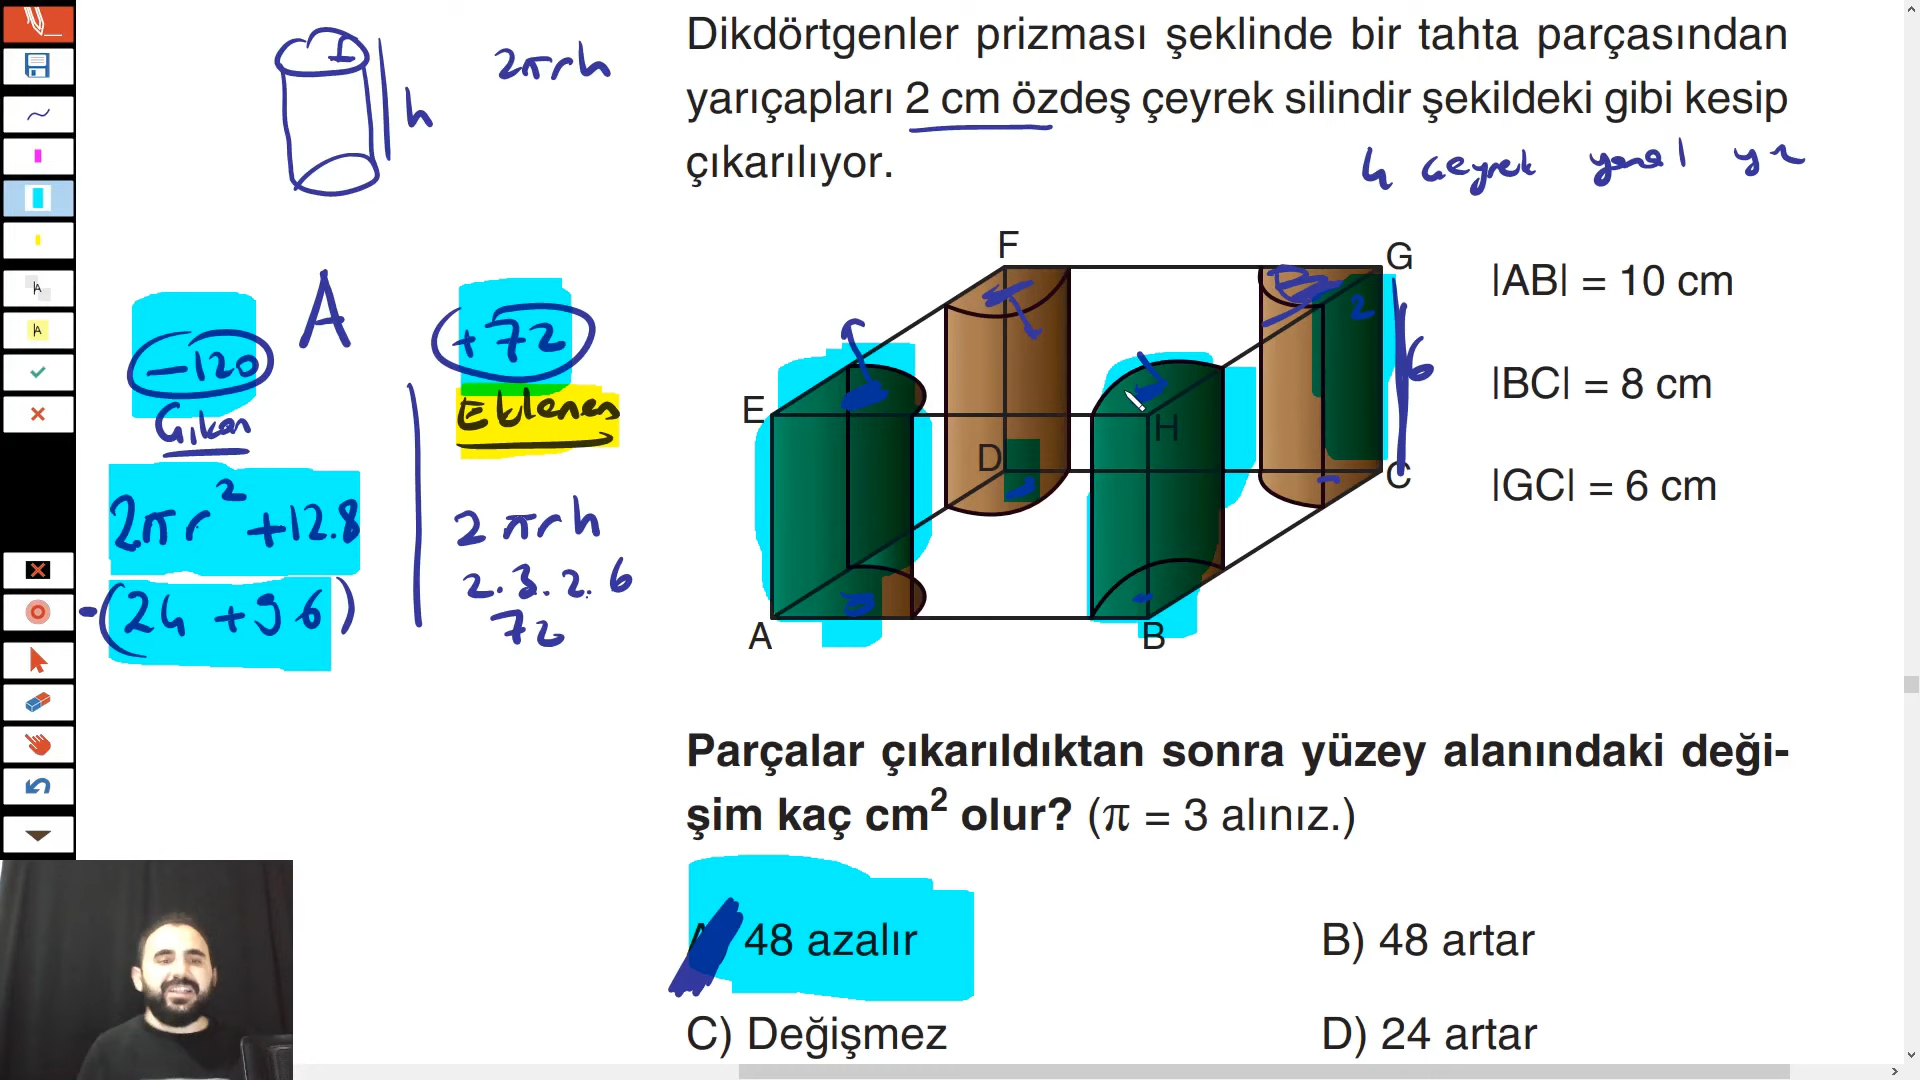 Dikdörtgenler prizması şeklinde bir tahta parçasından
yarıçapları 2 cm özdeş çeyrek silindir şekildeki gibi kesip
çıkarılıyor.
4 çeyrek yanal
h
2πrh
A
-120
Çıkan
2πr² +12.8
-(24 +96)
+72
Eklenen
2πrh
2.3.2.6
72
F
G
E
H
D
C
A
B
2
6
|AB| = 10 cm
|BC| = 8 cm
|GC| = 6 cm
Parçalar çıkarıldıktan sonra yüzey alanındaki deği-
şim kaç cm² olur? (π = 3 alınız.)
A) 48 azalır
B) 48 artar
C) Değişmez
D) 24 artar